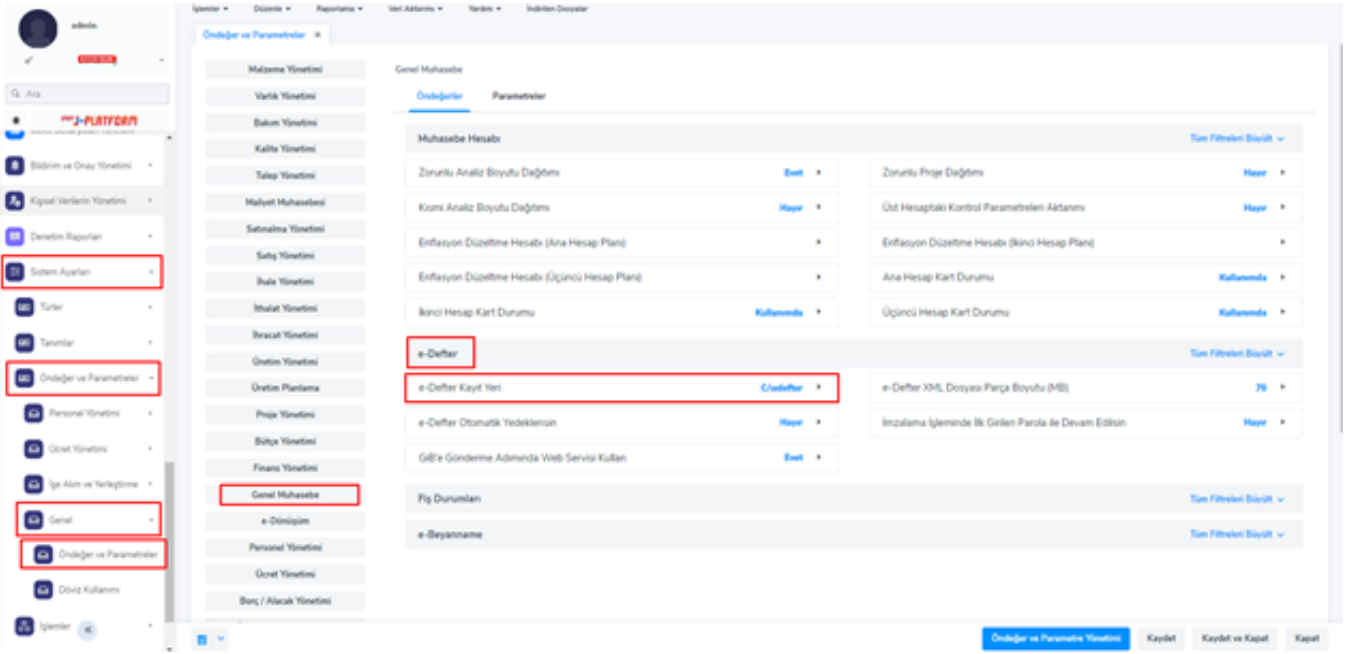 İşlemler
Düzenle
Raporlama
Veri Aktarımı
Yardım
İndirilen Dosyalar
admin
Ara
J-PLATFORM
Bildirim ve Onay Yönetimi
Kişisel Verilerin Yönetimi
Denetim Raporları
Sistem Ayarları
Türler
Tanımlar
Öndeğer ve Parametreler
Personel Yönetimi
Ücret Yönetimi
İşe Alım ve Yerleştirme
Genel
Öndeğer ve Parametreler
Döviz Kullanımı
İşlemler
Öndeğer ve Parametreler
Malzeme Yönetimi
Varlık Yönetimi
Bakım Yönetimi
Kalite Yönetimi
Talep Yönetimi
Maliyet Muhasebesi
Satınalma Yönetimi
Satış Yönetimi
İhale Yönetimi
İthalat Yönetimi
İhracat Yönetimi
Üretim Yönetimi
Üretim Planlama
Proje Yönetimi
Bütçe Yönetimi
Finans Yönetimi
Genel Muhasebe
e-Dönüşüm
Personel Yönetimi
Ücret Yönetimi
Borç / Alacak Yönetimi
Genel Muhasebe
Öndeğerler
Parametreler
Muhasebe Hesabı
Tüm Filtreleri Büyült
Zorunlu Analiz Boyutu Dağıtımı Evet
Zorunlu Proje Dağıtımı Hayır
Kısmi Analiz Boyutu Dağıtımı Hayır
Üst Hesaptaki Kontrol Parametreleri Aktarımı Hayır
Enflasyon Düzeltme Hesabı (Ana Hesap Planı)
Enflasyon Düzeltme Hesabı (İkinci Hesap Planı)
Enflasyon Düzeltme Hesabı (Üçüncü Hesap Planı)
Ana Hesap Kart Durumu Kullanımda
İkinci Hesap Kart Durumu Kullanımda
Üçüncü Hesap Kart Durumu Kullanımda
e-Defter
Tüm Filtreleri Büyült
e-Defter Kayıt Yeri C/:edefter
e-Defter XML Dosyası Parça Boyutu (MB) 70
e-Defter Otomatik Yedeklensin Hayır
İmzalama İşleminde İlk Girilen Parola ile Devam Edilsin Hayır
GİB'e Gönderme Adımında Web Servisi Kullan Evet
Fiş Durumları
Tüm Filtreleri Büyült
e-Beyanname
Tüm Filtreleri Büyült
Öndeğer ve Parametre Yönetimi
Kaydet
Kaydet ve Kapat
Kapat